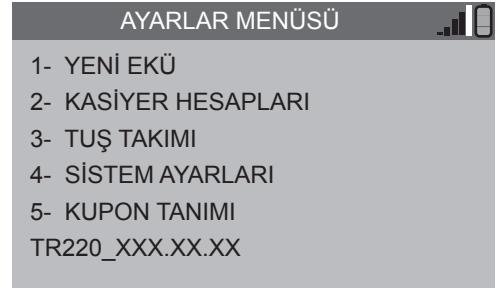 AYARLAR MENÜSÜ
1- YENİ EKÜ
2- KASİYER HESAPLARI
3- TUŞ TAKIMI
4- SİSTEM AYARLARI
5- KUPON TANIMI
TR220_XXX.XX.XX